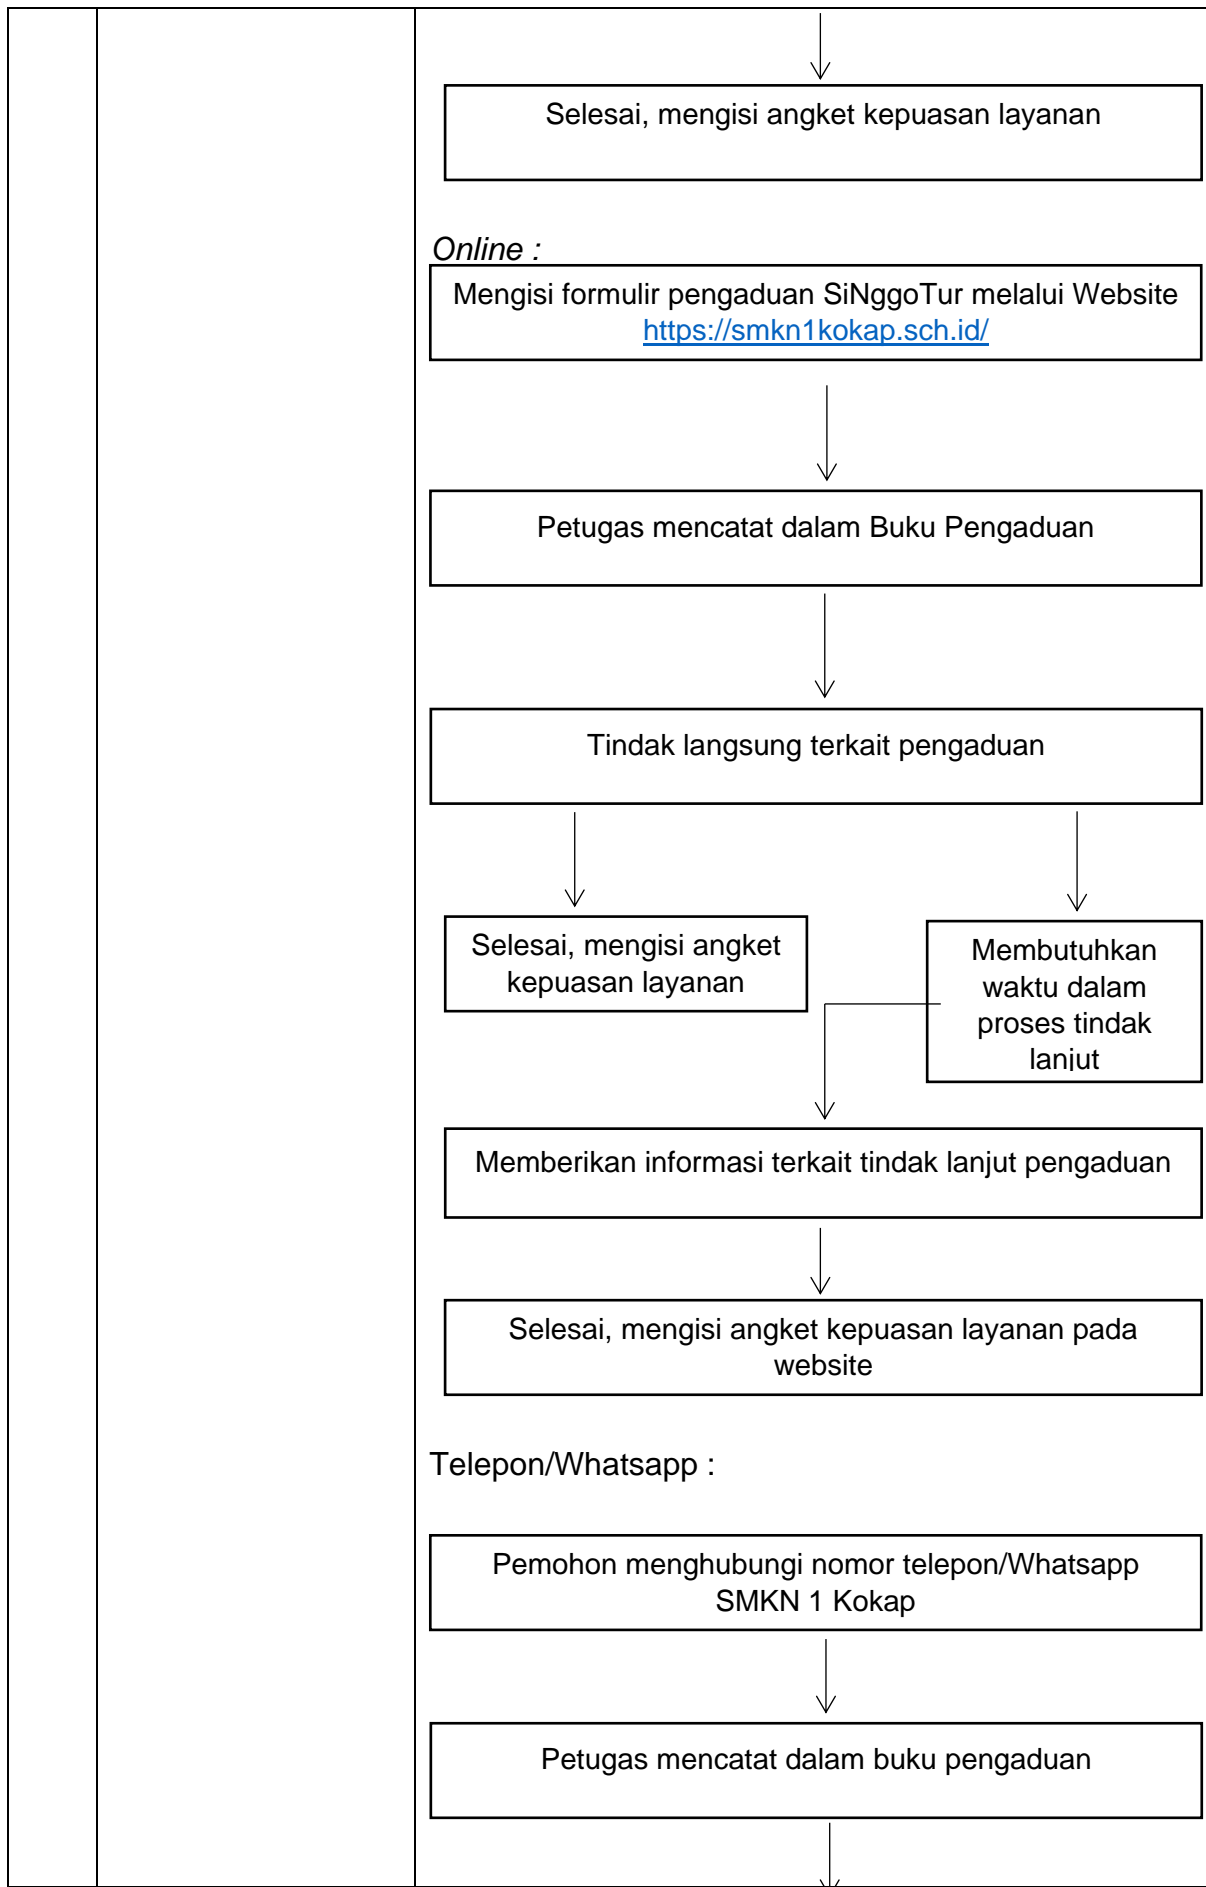 Selesai, mengisi angket kepuasan layanan
Online :
Mengisi formulir pengaduan SiNggoTur melalui Website
https://smkn1kokap.sch.id/
Petugas mencatat dalam Buku Pengaduan
Tindak langsung terkait pengaduan
Selesai, mengisi angket
kepuasan layanan
Membutuhkan
waktu dalam
proses tindak
lanjut
Memberikan informasi terkait tindak lanjut pengaduan
Selesai, mengisi angket kepuasan layanan pada
website
Telepon/Whatsapp :
Pemohon menghubungi nomor telepon/Whatsapp
SMKN 1 Kokap
Petugas mencatat dalam buku pengaduan